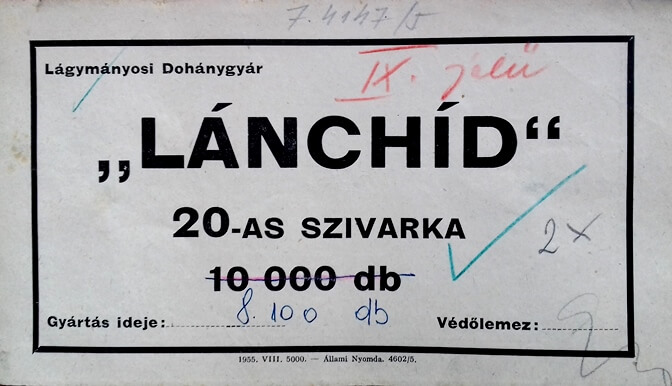 7.4147/5
Lágymányosi Dohánygyár
IX. jelű
„LÁNCHÍD“
20-AS SZIVARKA
2x
10 000 db
8.100 db
Gyártás ideje:
Védőlemez:
1955. VIII. 5000. — Állami Nyomda. 4602/5.